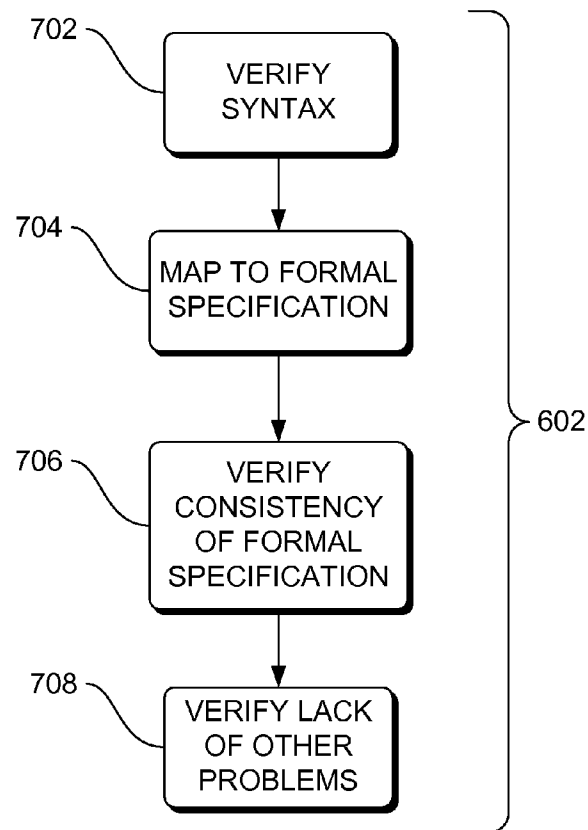 702
VERIFY
SYNTAX
704
MAP TO FORMAL
SPECIFICATION
602
706
VERIFY
CONSISTENCY
OF FORMAL
SPECIFICATION
708
VERIFY LACK
OF OTHER
PROBLEMS